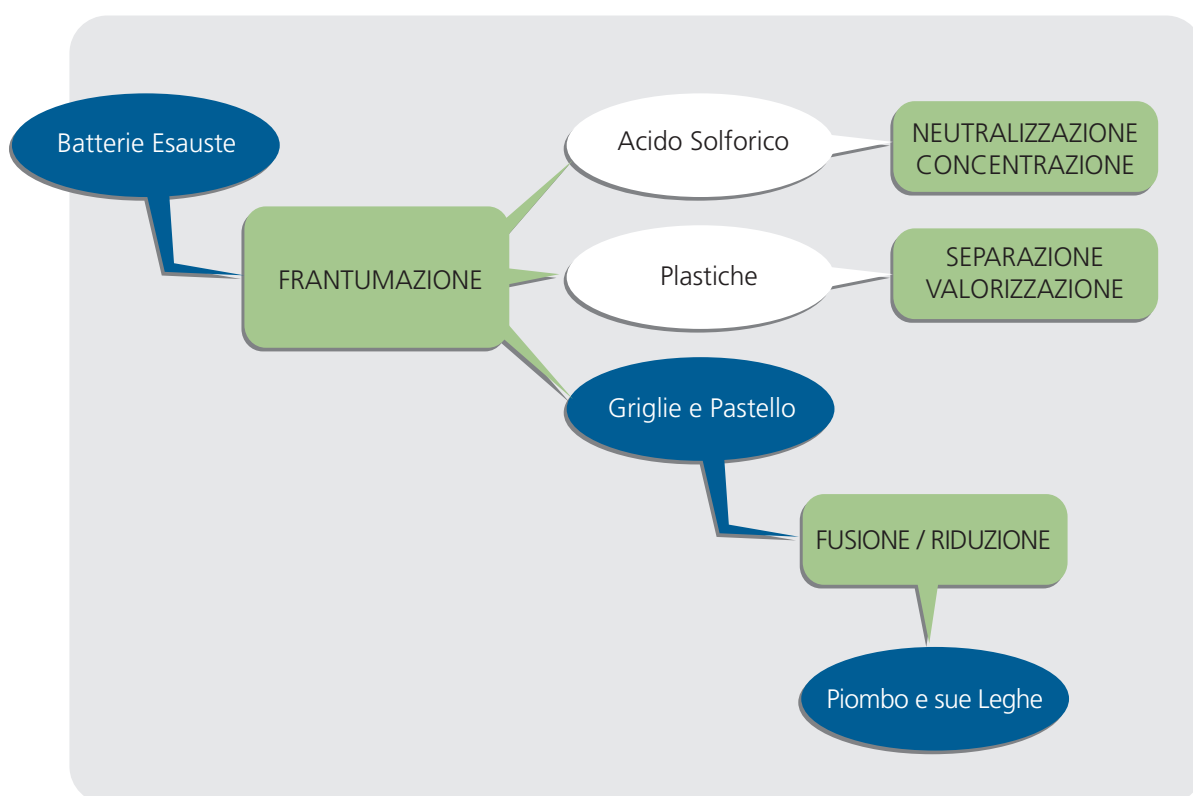 Batterie Esauste
FRANTUMAZIONE
Acido Solforico
NEUTRALIZZAZIONE
CONCENTRAZIONE
Plastiche
SEPARAZIONE
VALORIZZAZIONE
Griglie e Pastello
FUSIONE / RIDUZIONE
Piombo e sue Leghe